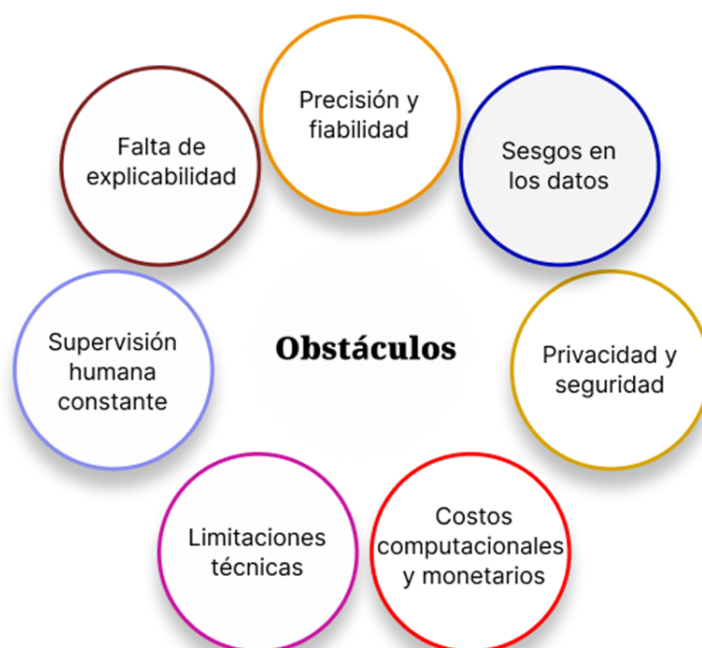 Precisión y
fiabilidad
Sesgos en
los datos
Privacidad y
seguridad
Costos
computacionales
y monetarios
Limitaciones
técnicas
Supervisión
humana
constante
Falta de
explicabilidad
Obstáculos